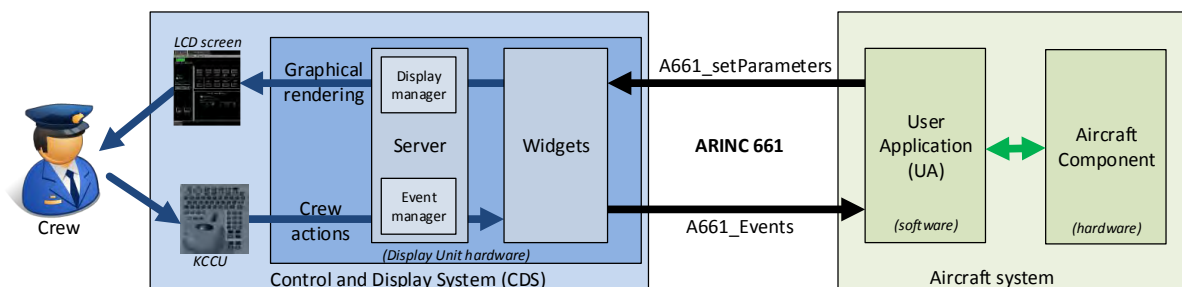 LCD screen
Graphical
rendering
Display
manager
Server
Event
manager
Widgets
Crew
actions
KCCU
Crew
(Display Unit hardware)
Control and Display System (CDS)
A661_setParameters
ARINC 661
A661_Events
User
Application
(UA)
(software)
Aircraft
Component
(hardware)
Aircraft system